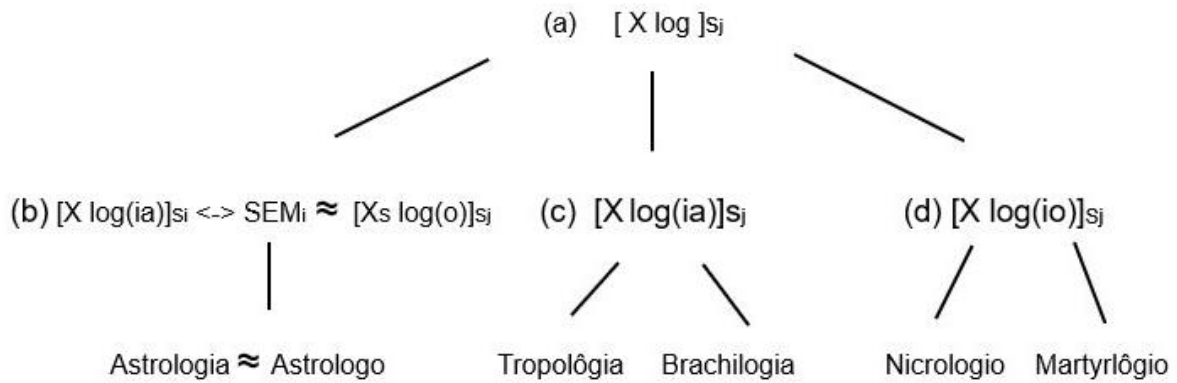 (a) [ X log ]sj
(b) [X log(ia)]si <-> SEMi ≈ [Xs log(o)]sj (c) [X log(ia)]sj (d) [X log(io)]sj
Astrologia ≈ Astrologo Tropolôgia Brachilogia Nicrologio Martyrlôgio